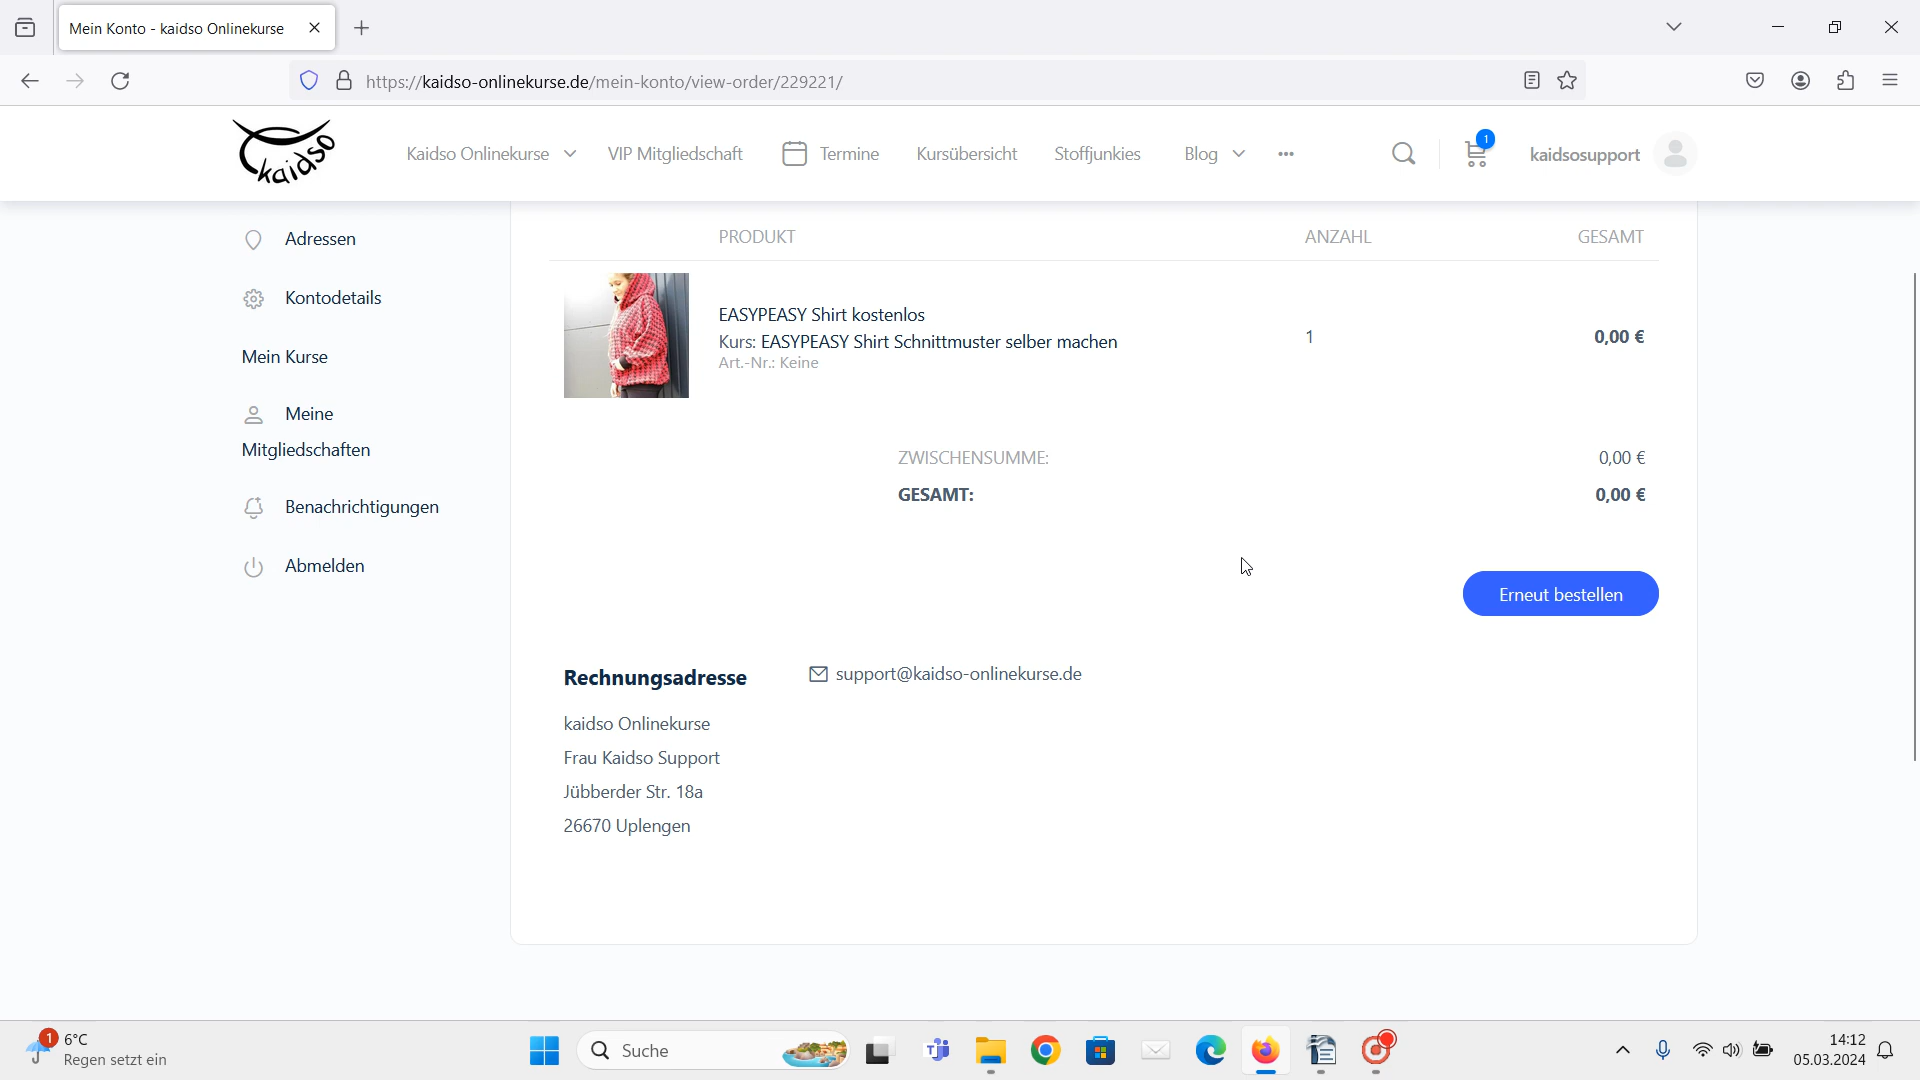 Mein Konto - kaidso Onlinekurse
https://kaidso-onlinekurse.de/mein-konto/view-order/229221/
kaidso
Kaidso Onlinekurse
VIP Mitgliedschaft
Termine
Kursübersicht
Stoffjunkies
Blog
1
kaidsosupport
Adressen
Kontodetails
Mein Kurse
Meine
Mitgliedschaften
Benachrichtigungen
Abmelden
PRODUKT ANZAHL GESAMT
EASYPEASY Shirt kostenlos
Kurs: EASYPEASY Shirt Schnittmuster selber machen
Art.-Nr.: Keine
1
0,00 €
ZWISCHENSUMME: 0,00 €
GESAMT: 0,00 €
Erneut bestellen
Rechnungsadresse
support@kaidso-onlinekurse.de
kaidso Onlinekurse
Frau Kaidso Support
Jübberder Str. 18a
26670 Uplengen
1
6°C
Regen setzt ein
Suche
14:12
05.03.2024